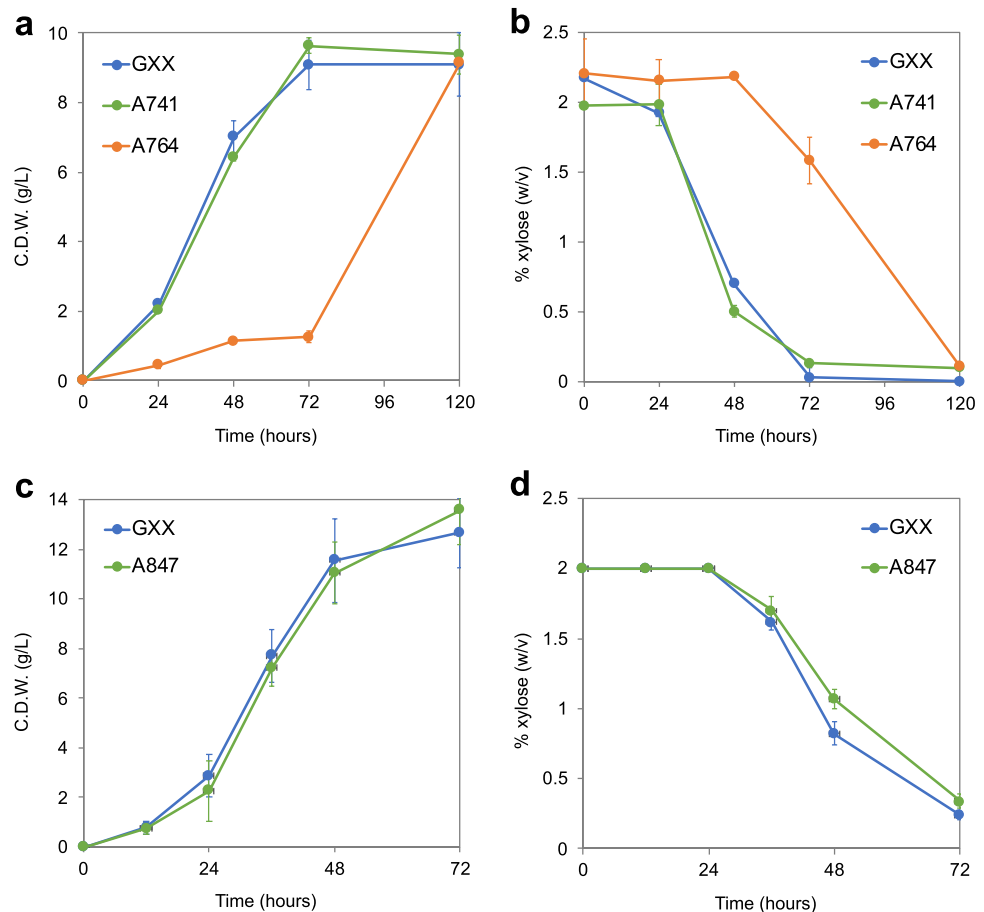 a
C.D.W. (g/L)
10
8
6
4
2
0
GXX
A741
A764
0 24 48 72 96 120
Time (hours)
b
% xylose (w/v)
2.5
2
1.5
1
0.5
0
GXX
A741
A764
0 24 48 72 96 120
Time (hours)
c
C.D.W. (g/L)
14
12
10
8
6
4
2
0
GXX
A847
0 24 48 72
Time (hours)
d
% xylose (w/v)
2.5
2
1.5
1
0.5
0
GXX
A847
0 24 48 72
Time (hours)